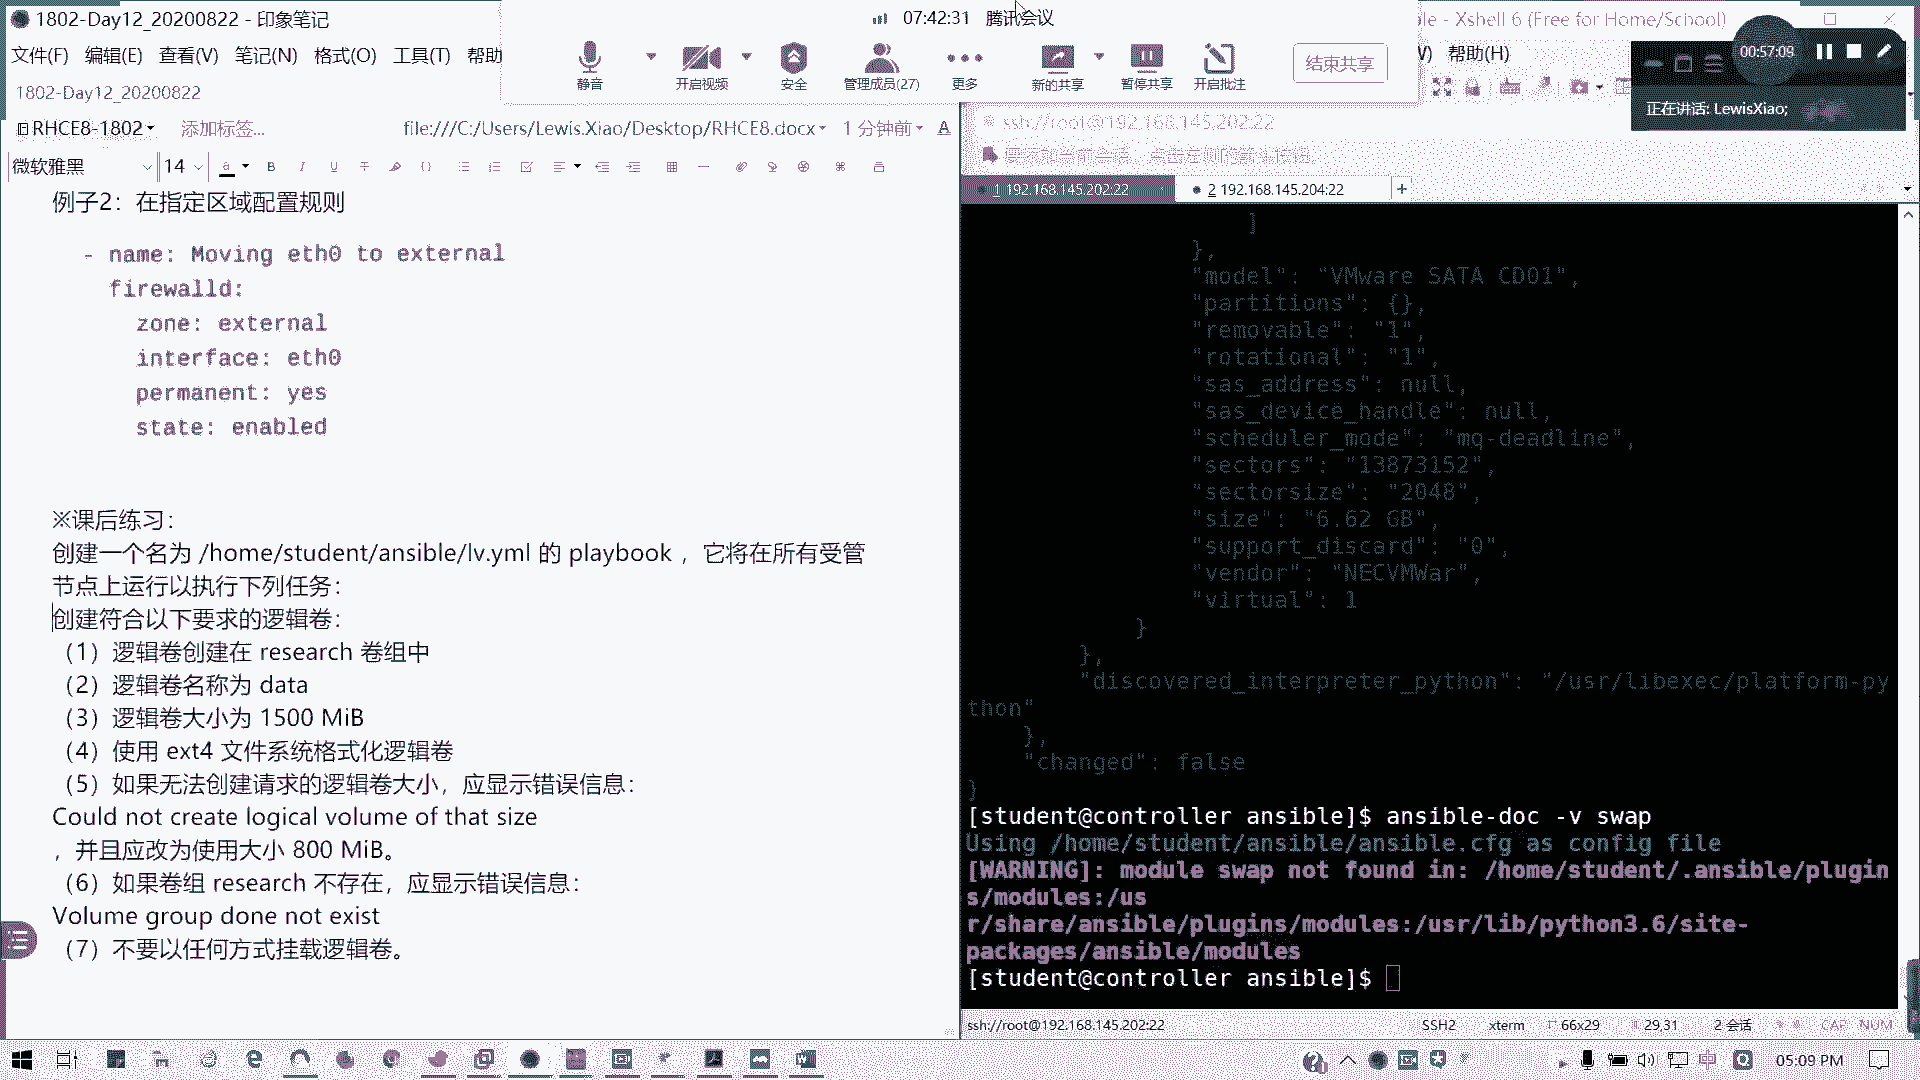 1802-Day12_20200822 - 印象笔记
07:42:31 腾讯会议
le - Xshell 6 (Free for Home/School)
文件(F) 编辑(E) 查看(V) 笔记(N) 格式(O) 工具(T) 帮助
静音 开启视频 安全 管理成员(27) 更多 新的共享 暂停共享 开启批注 结束共享
帮助(H)
00:57:09
正在讲话: LewisXiao;
1802-Day12_20200822
RHCE8-1802 添加标签... file:///C:/Users/Lewis.Xiao/Desktop/RHCE8.docx 1 分钟前
微软雅黑 14
例子2：在指定区域配置规则
- name: Moving eth0 to external
firewalld:
zone: external
interface: eth0
permanent: yes
state: enabled
※课后练习：
创建一个名为 /home/student/ansible/lv.yml 的 playbook ，它将在所有受管
节点上运行以执行下列任务：
创建符合以下要求的逻辑卷：
（1）逻辑卷创建在 research 卷组中
（2）逻辑卷名称为 data
（3）逻辑卷大小为 1500 MiB
（4）使用 ext4 文件系统格式化逻辑卷
（5）如果无法创建请求的逻辑卷大小，应显示错误信息：
Could not create logical volume of that size
，并且应改为使用大小 800 MiB。
（6）如果卷组 research 不存在，应显示错误信息：
Volume group done not exist
（7）不要以任何方式挂载逻辑卷。
ssh://root@192.168.145.202:22
要添加当前会话，点击左侧的箭头按钮。
1 192.168.145.202:22
2 192.168.145.204:22
]
},
"model": "VMware SATA CD01",
"partitions": {},
"removable": "1",
"rotational": "1",
"sas_address": null,
"sas_device_handle": null,
"scheduler_mode": "mq-deadline",
"sectors": "13873152",
"sectorsize": "2048",
"size": "6.62 GB",
"support_discard": "0",
"vendor": "NECVMWar",
"virtual": 1
}
},
"discovered_interpreter_python": "/usr/libexec/platform-py
thon"
},
"changed": false
}
[student@controller ansible]$ ansible-doc -v swap
Using /home/student/ansible/ansible.cfg as config file
[WARNING]: module swap not found in: /home/student/.ansible/plugin
s/modules:/us
r/share/ansible/plugins/modules:/usr/lib/python3.6/site-
packages/ansible/modules
[student@controller ansible]$
ssh://root@192.168.145.202:22 SSH2 xterm 66x29 29,31 2 会话 CAP NUM
05:09 PM